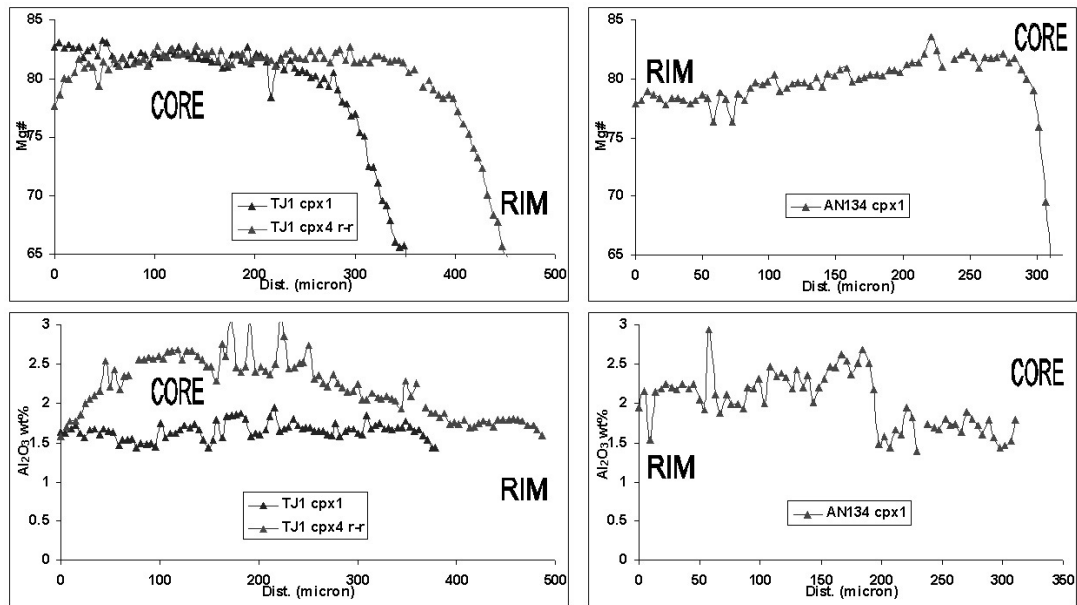 85
80
75
70
65
Mg#
CORE
RIM
TJ1 cpx1
TJ1 cpx4 r-r
0 100 200 300 400 500
Dist. (micron)
85
80
75
70
65
Mg#
RIM
CORE
AN134 cpx1
0 50 100 150 200 250 300
Dist. (micron)
3
2.5
2
1.5
1
0.5
0
Al2O3 wt%
CORE
RIM
TJ1 cpx1
TJ1 cpx4 r-r
0 100 200 300 400 500
Dist. (micron)
3
2.5
2
1.5
1
0.5
0
Al2O3 wt%
CORE
RIM
AN134 cpx1
0 50 100 150 200 250 300 350
Dist. (micron)